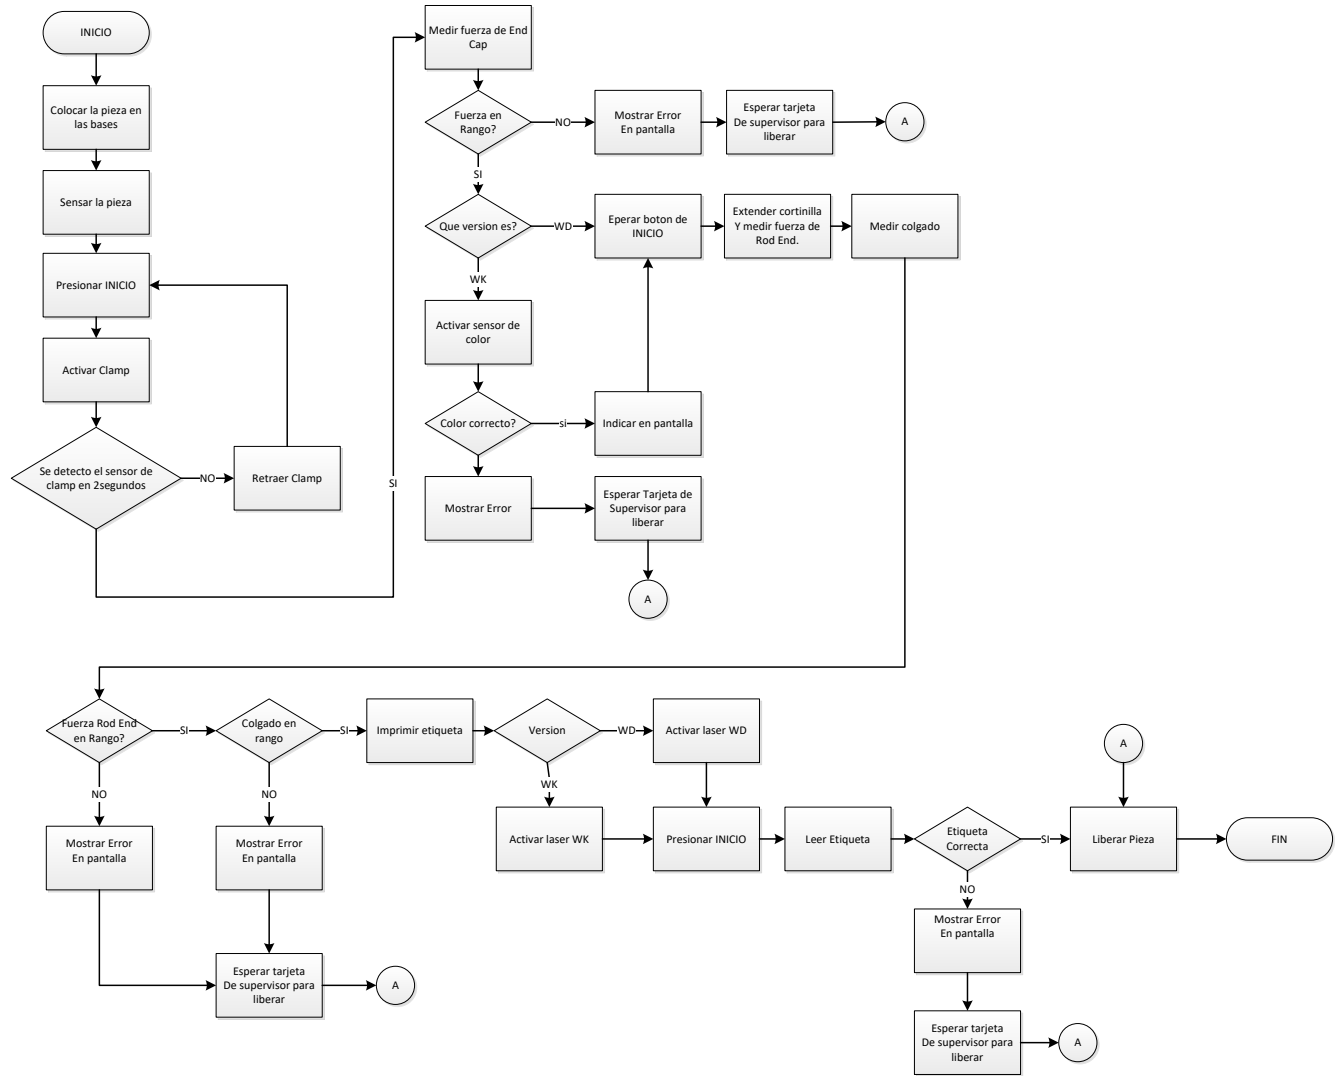 INICIO
Colocar la pieza en
las bases
Sensar la pieza
Presionar INICIO
Activar Clamp
Se detecto el sensor de
clamp en 2segundos
NO
Retraer Clamp
SI
Medir fuerza de End
Cap
Fuerza en
Rango?
NO
Mostrar Error
En pantalla
Esperar tarjeta
De supervisor para
liberar
A
SI
Que version es?
WD
Eperar boton de
INICIO
Extender cortinilla
Y medir fuerza de
Rod End.
Medir colgado
WK
Activar sensor de
color
Color correcto?
si
Indicar en pantalla
Mostrar Error
Esperar Tarjeta de
Supervisor para
liberar
A
Fuerza Rod End
en Rango?
SI
Colgado en
rango
SI
Imprimir etiqueta
Version
WD
Activar laser WD
NO
Mostrar Error
En pantalla
NO
Mostrar Error
En pantalla
Esperar tarjeta
De supervisor para
liberar
A
WK
Activar laser WK
Presionar INICIO
Leer Etiqueta
Etiqueta
Correcta
SI
A
Liberar Pieza
FIN
NO
Mostrar Error
En pantalla
Esperar tarjeta
De supervisor para
liberar
A